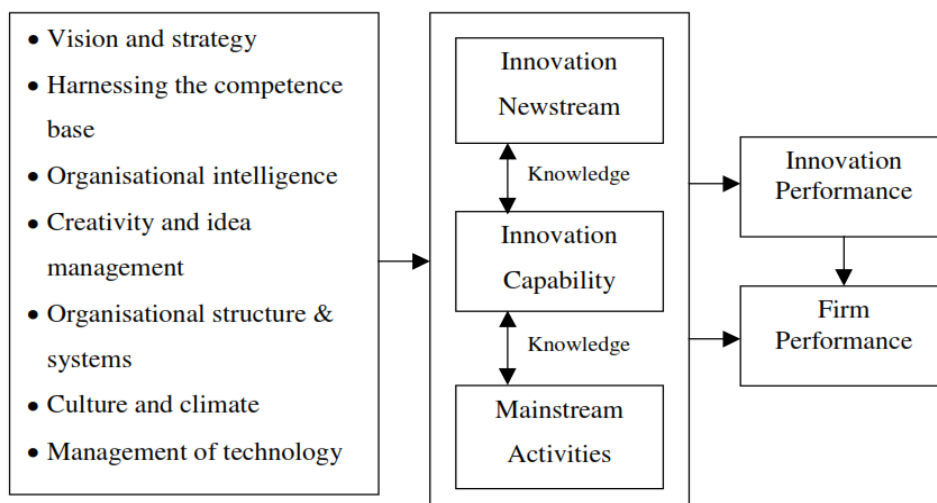 • Vision and strategy
• Harnessing the competence
base
• Organisational intelligence
• Creativity and idea
management
• Organisational structure &
systems
• Culture and climate
• Management of technology
Innovation
Newstream
Knowledge
Innovation
Capability
Knowledge
Mainstream
Activities
Innovation
Performance
Firm
Performance